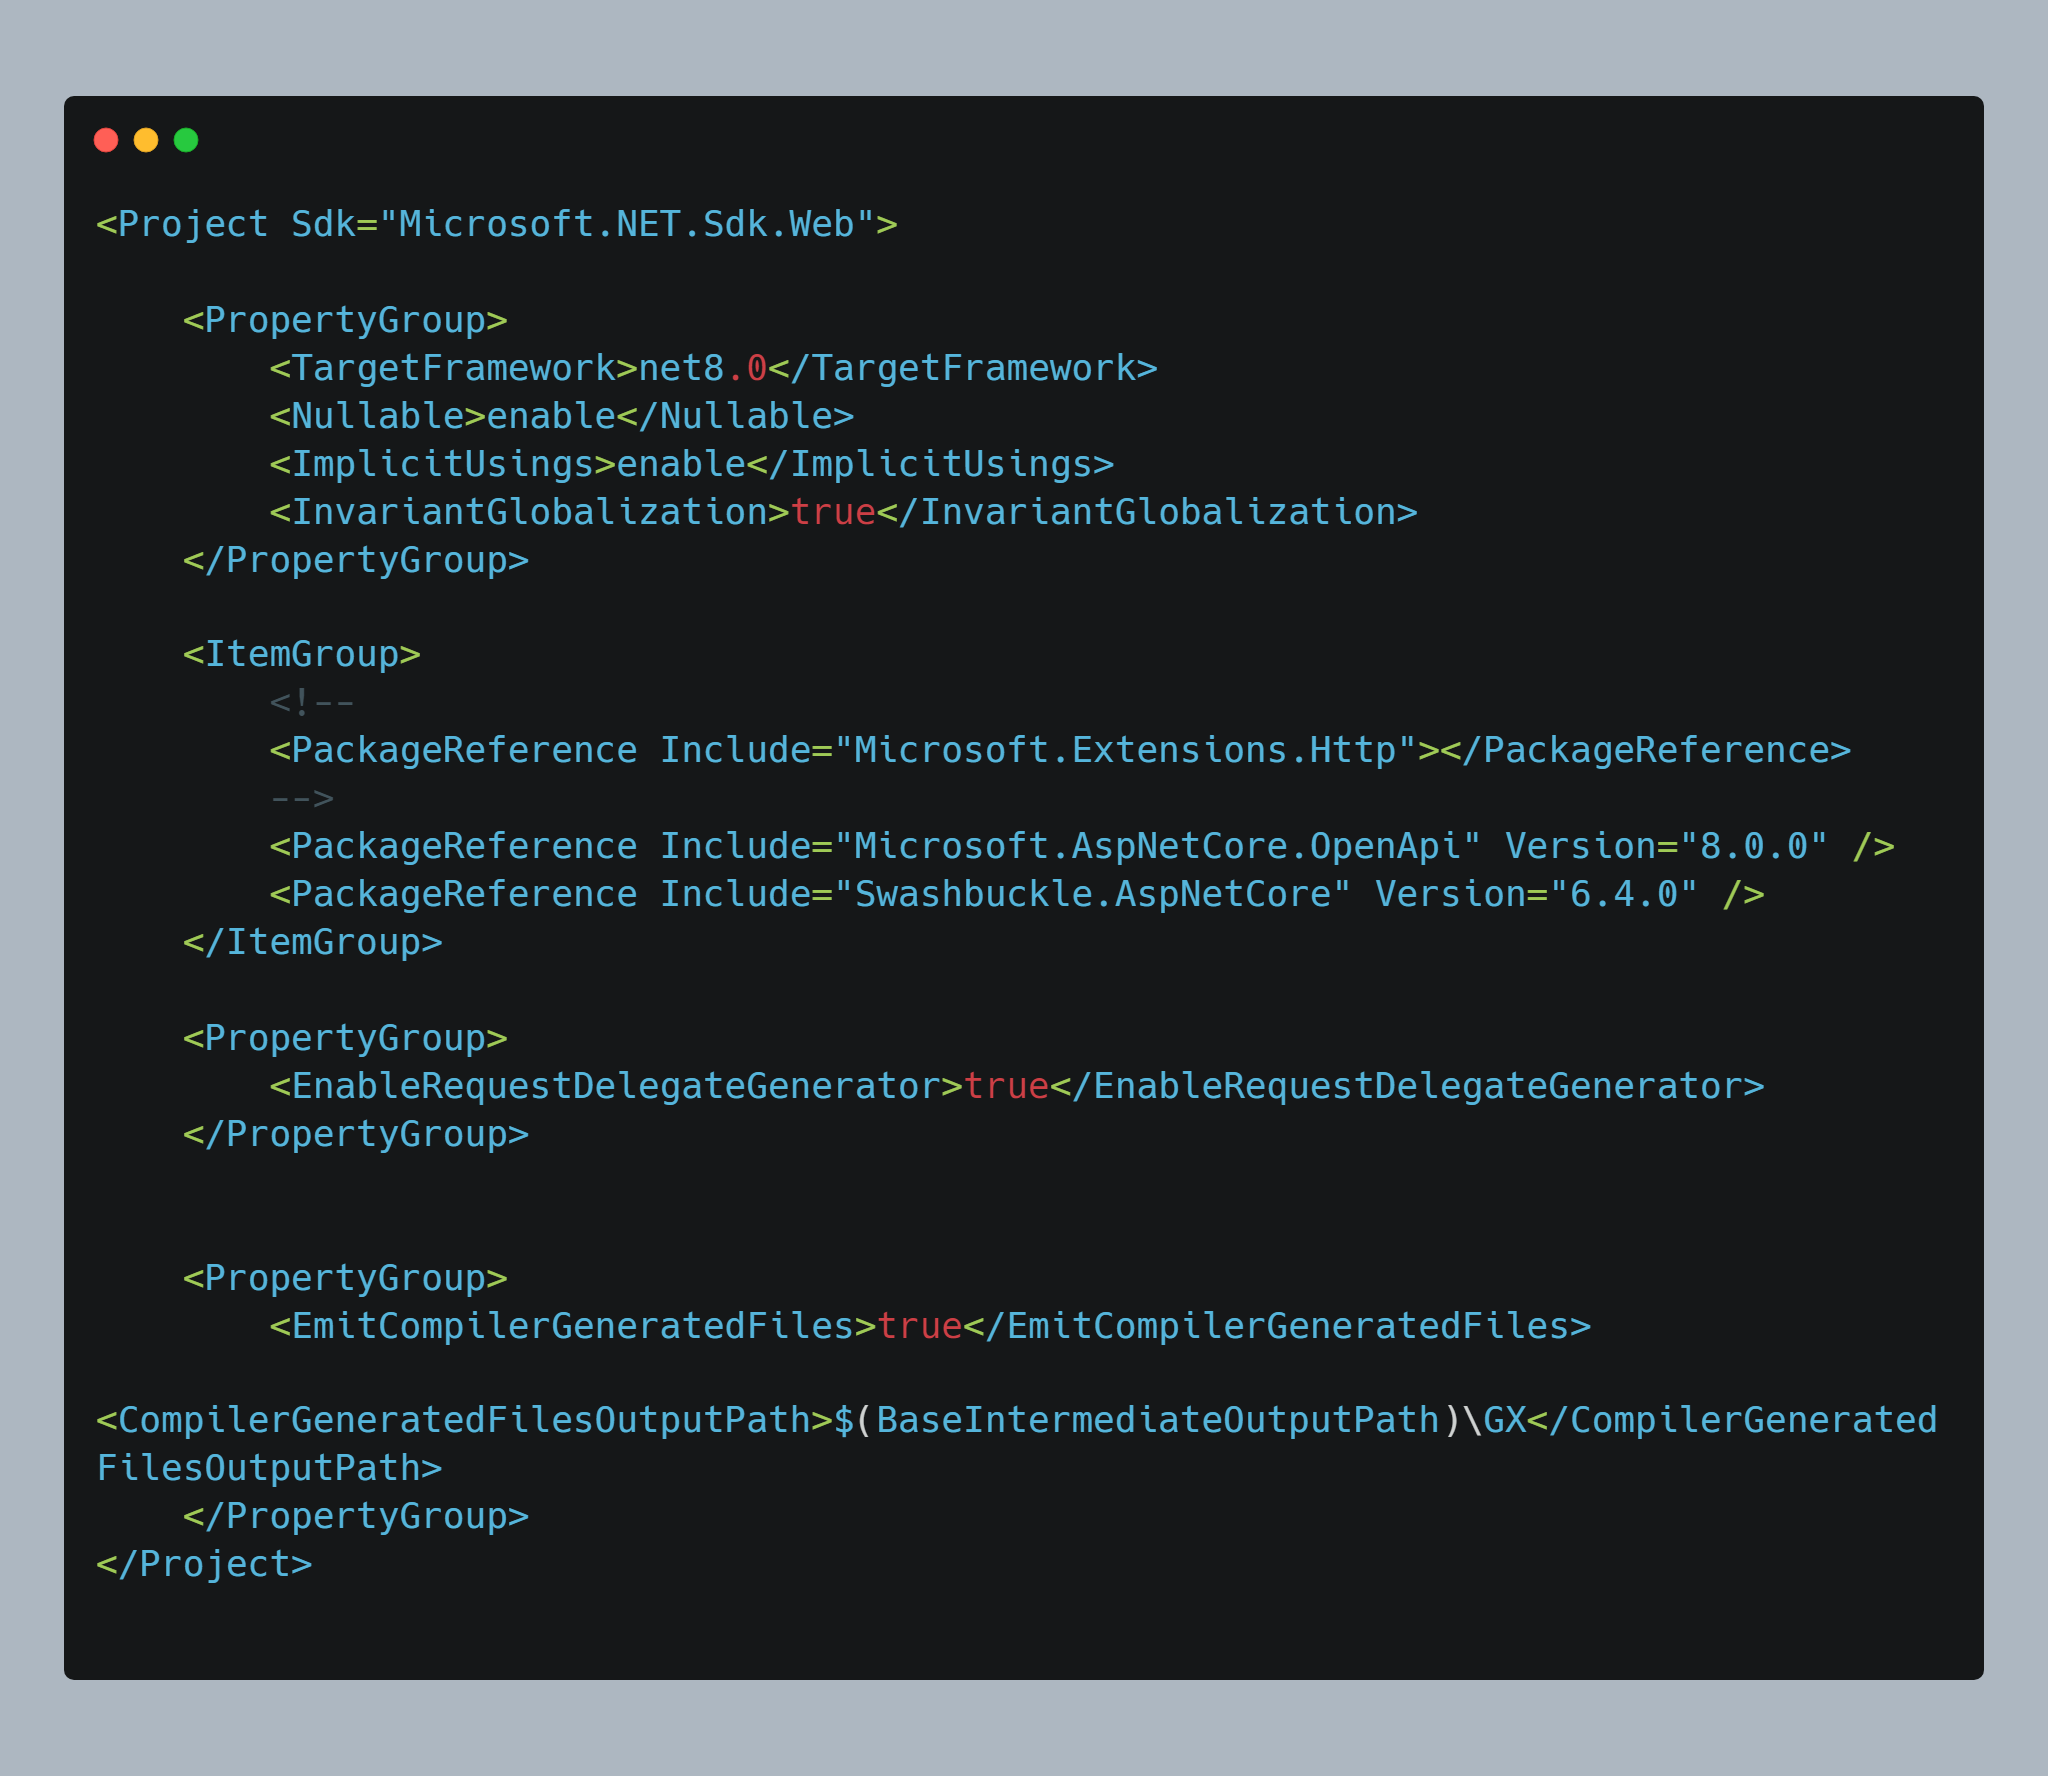 <Project Sdk="Microsoft.NET.Sdk.Web">
<PropertyGroup>
<TargetFramework>net8.0</TargetFramework>
<Nullable>enable</Nullable>
<ImplicitUsings>enable</ImplicitUsings>
<InvariantGlobalization>true</InvariantGlobalization>
</PropertyGroup>
<ItemGroup>
<!--
<PackageReference Include="Microsoft.Extensions.Http"></PackageReference>
-->
<PackageReference Include="Microsoft.AspNetCore.OpenApi" Version="8.0.0" />
<PackageReference Include="Swashbuckle.AspNetCore" Version="6.4.0" />
</ItemGroup>
<PropertyGroup>
<EnableRequestDelegateGenerator>true</EnableRequestDelegateGenerator>
</PropertyGroup>
<PropertyGroup>
<EmitCompilerGeneratedFiles>true</EmitCompilerGeneratedFiles>
<CompilerGeneratedFilesOutputPath>$(BaseIntermediateOutputPath)\GX</CompilerGenerated
FilesOutputPath>
</PropertyGroup>
</Project>